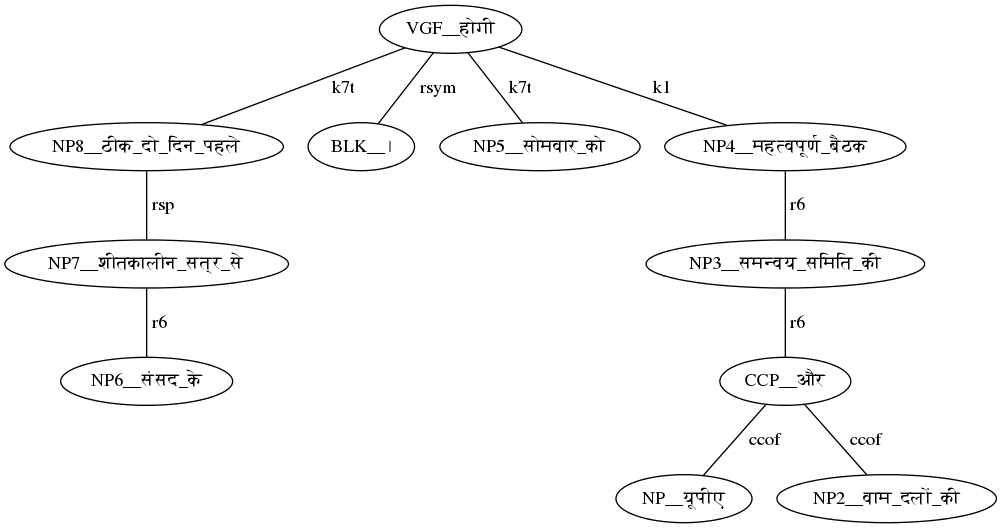 VGF__होगी
k7t rsym k7t k1
NP8__ठीक_दो_दिन_पहले BLK__। NP5__सोमवार_को NP4__महत्वपूर्ण_बैठक
rsp r6
NP7__शीतकालीन_सत्र_से NP3__समन्वय_समिति_की
r6 r6
NP6__संसद_के CCP__और
ccof ccof
NP__यूपीए NP2__वाम_दलों_की